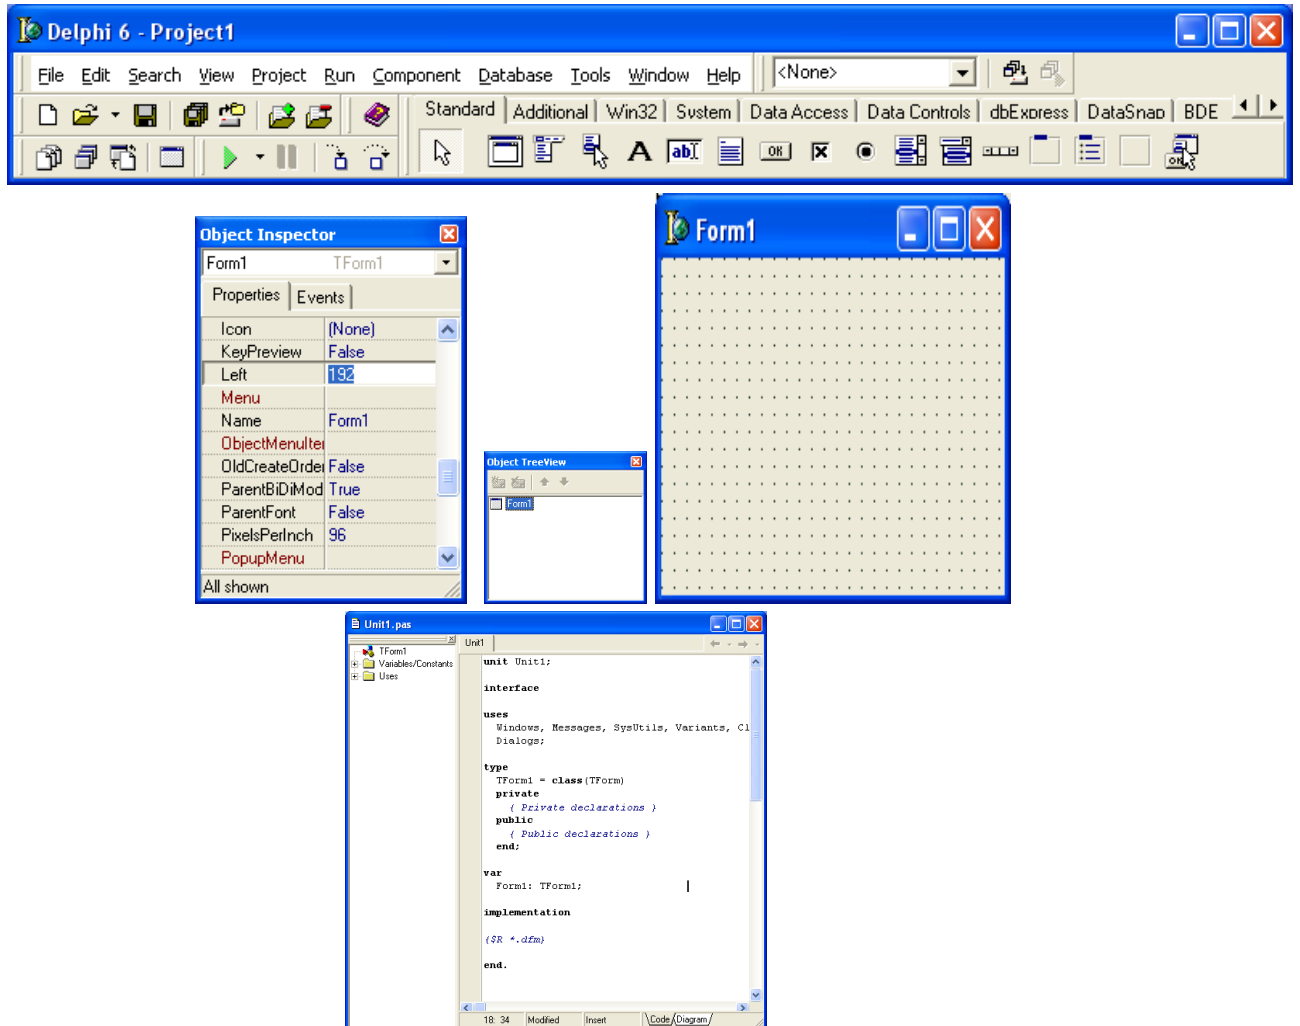 Delphi 6 - Project1
File Edit Search View Project Run Component Database Tools Window Help <None>
Standard Additional Win32 System Data Access Data Controls dbExpress DataSnap BDE
A ab OK
OK
Object Inspector
Form1 TForm1
Properties Events
Icon (None)
KeyPreview False
Left 192
Menu
Name Form1
ObjectMenuIter
OldCreateOrder False
ParentBiDiMod True
ParentFont False
PixelsPerInch 96
PopupMenu
All shown
Object TreeView
Form1
Form1
Unit1.pas
TForm1
Variables/Constants
Uses
Unit1
unit Unit1;
interface
uses
Windows, Messages, SysUtils, Variants, Cl
Dialogs;
type
TForm1 = class(TForm)
private
{ Private declarations }
public
{ Public declarations }
end;
var
Form1: TForm1;
implementation
{$R *.dfm}
end.
18: 34 Modified Insert Code Diagram